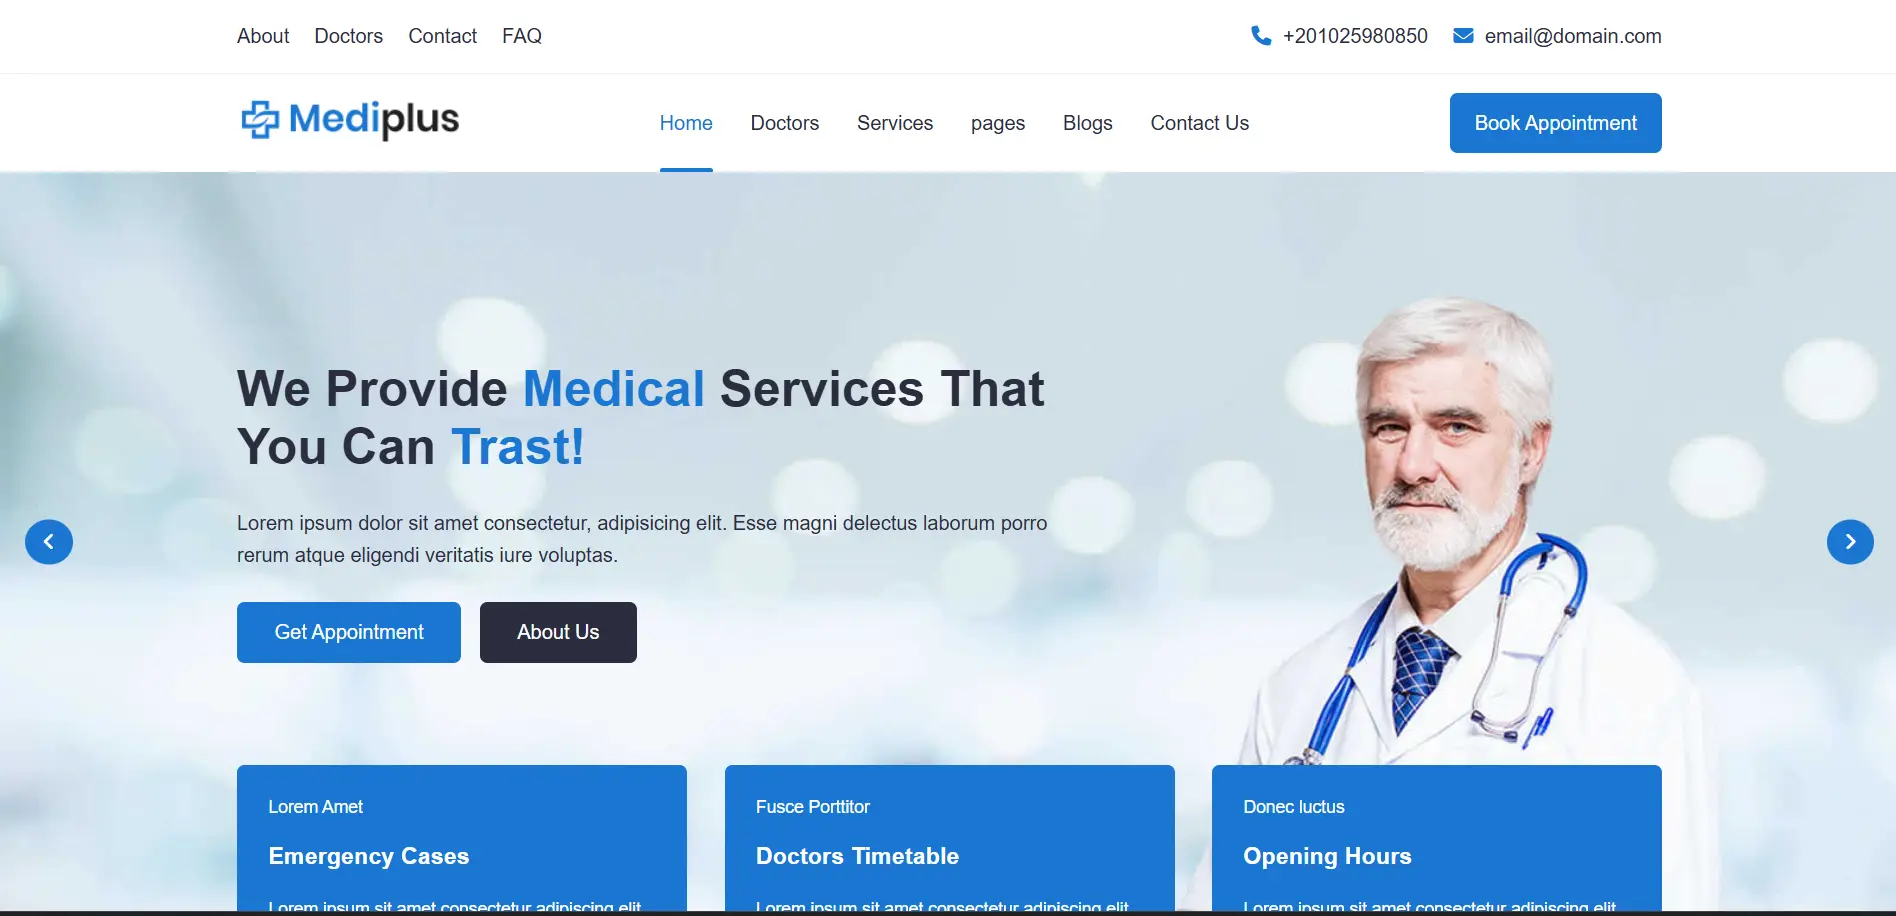 About Doctors Contact FAQ +201025980850 email@domain.com
Mediplus Home Doctors Services pages Blogs Contact Us Book Appointment
We Provide Medical Services That
You Can Trast!
Lorem ipsum dolor sit amet consectetur, adipisicing elit. Esse magni delectus laborum porro
rerum atque eligendi veritatis iure voluptas.
Get Appointment About Us
Lorem Amet
Emergency Cases
Lorem ipsum sit amet consectetur adipiscing elit
Fusce Porttitor
Doctors Timetable
Lorem ipsum sit amet consectetur adipiscing elit
Donec luctus
Opening Hours
Lorem ipsum sit amet consectetur adipiscing elit